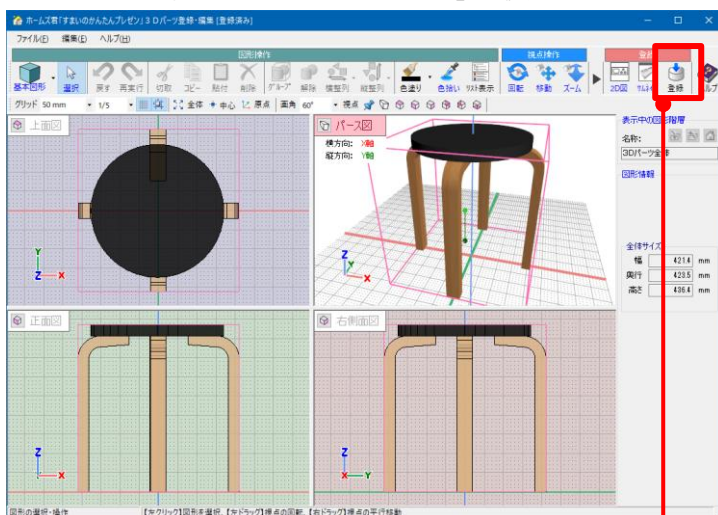 ホームズ君「すまいのかんたんプレゼン」3Dパーツ登録・編集 [登録済み]
ファイル(F) 編集(E) ヘルプ(H)
図形操作 視点操作 登録
基本図形 選択 戻す 再実行 切取 コピー 貼付 削除 グループ 解除 横整列 縦整列 色塗り 色拾い リスト表示 回転 移動 ズーム 2D図 登録 ヘルプ
グリッド 50 mm 1/5 全体 中心 原点 画角 60° 視点
上面図
パース図
横方向: X軸
縦方向: Y軸
Y
Z X
Z
Y
X
正面図
右側面図
Z
X
Z
X Y
表示中の図形階層
名称:
3Dパーツ全体
図形情報
全体サイズ
幅 421.4 mm
奥行 423.5 mm
高さ 436.4 mm
図形の選択・操作 【左クリック】図形を選択、【左ドラッグ】視点の回転、【右ドラッグ】視点の平行移動